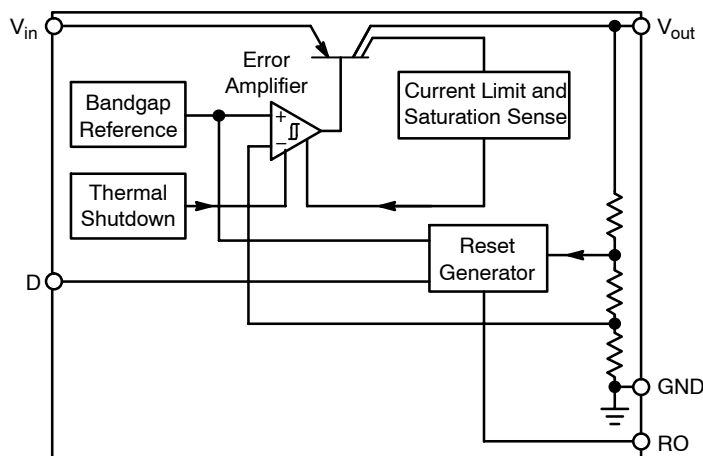 Vin
Vout
Error
Amplifier
Bandgap
Reference
Current Limit and
Saturation Sense
+
−
Thermal
Shutdown
Reset
Generator
D
GND
RO